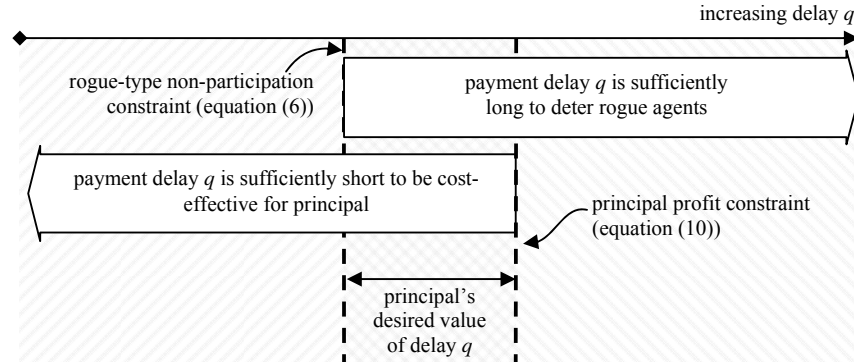 increasing delay q
rogue-type non-participation
constraint (equation (6))
payment delay q is sufficiently
long to deter rogue agents
payment delay q is sufficiently short to be cost-
effective for principal
principal profit constraint
(equation (10))
principal's
desired value
of delay q